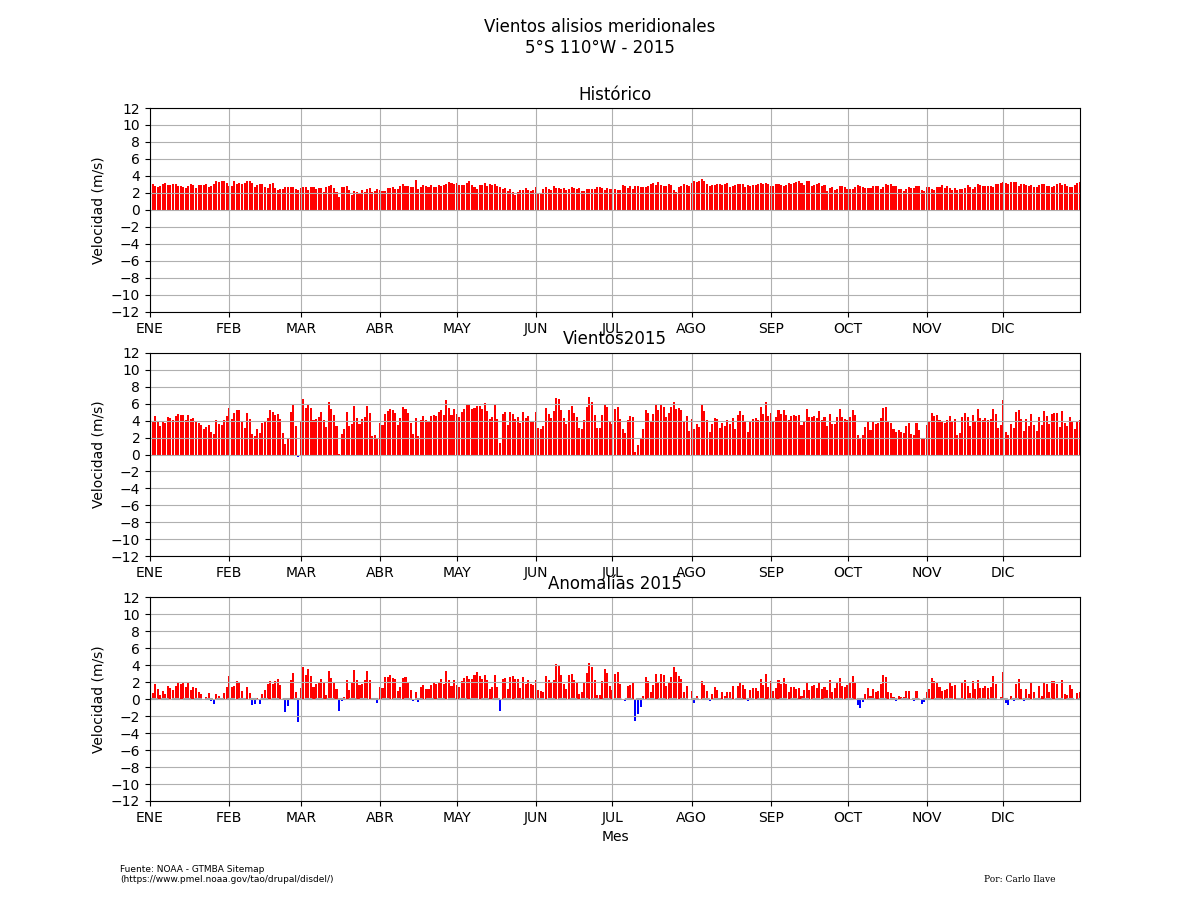 Vientos alisios meridionales
5°S 110°W - 2015
Histórico
12
10
8
6
4
2
0
−2
−4
−6
−8
−10
−12
Velocidad (m/s)
ENE FEB MAR ABR MAY JUN JUL AGO SEP OCT NOV DIC
Vientos2015
12
10
8
6
4
2
0
−2
−4
−6
−8
−10
−12
Velocidad (m/s)
ENE FEB MAR ABR MAY JUN JUL AGO SEP OCT NOV DIC
Anomalías 2015
12
10
8
6
4
2
0
−2
−4
−6
−8
−10
−12
Velocidad (m/s)
ENE FEB MAR ABR MAY JUN JUL AGO SEP OCT NOV DIC
Mes
Fuente: NOAA - GTMBA Sitemap
(https://www.pmel.noaa.gov/tao/drupal/disdel/)
Por: Carlo Ilave